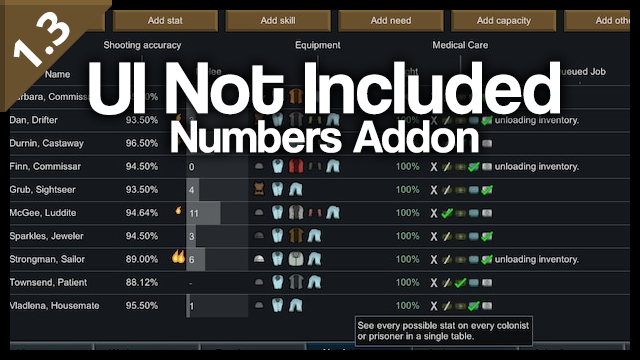 1.3
Add stat Add skill Add need Add capacity Add
Shooting accuracy Equipment Medical Care
Name Job
UI Not Included
Numbers Addon
Dan, Drifter 93.50% unloading inventory.
Durnin, Castaway 96.50%
Finn, Commissar 94.50% 0 100% X unloading inventory.
Grub, Sightseer 93.50% 4 100% X
McGee, Luddite 94.64% 11 100% X
Sparkles, Jeweler 94.50% 3 100% X
Strongman, Sailor 89.00% 6 100% X unloading inventory.
Townsend, Patient 88.12% - 100% X
Vladlena, Housemate 95.50% 1 100% X
See every possible stat on every colonist
or prisoner in a single table.